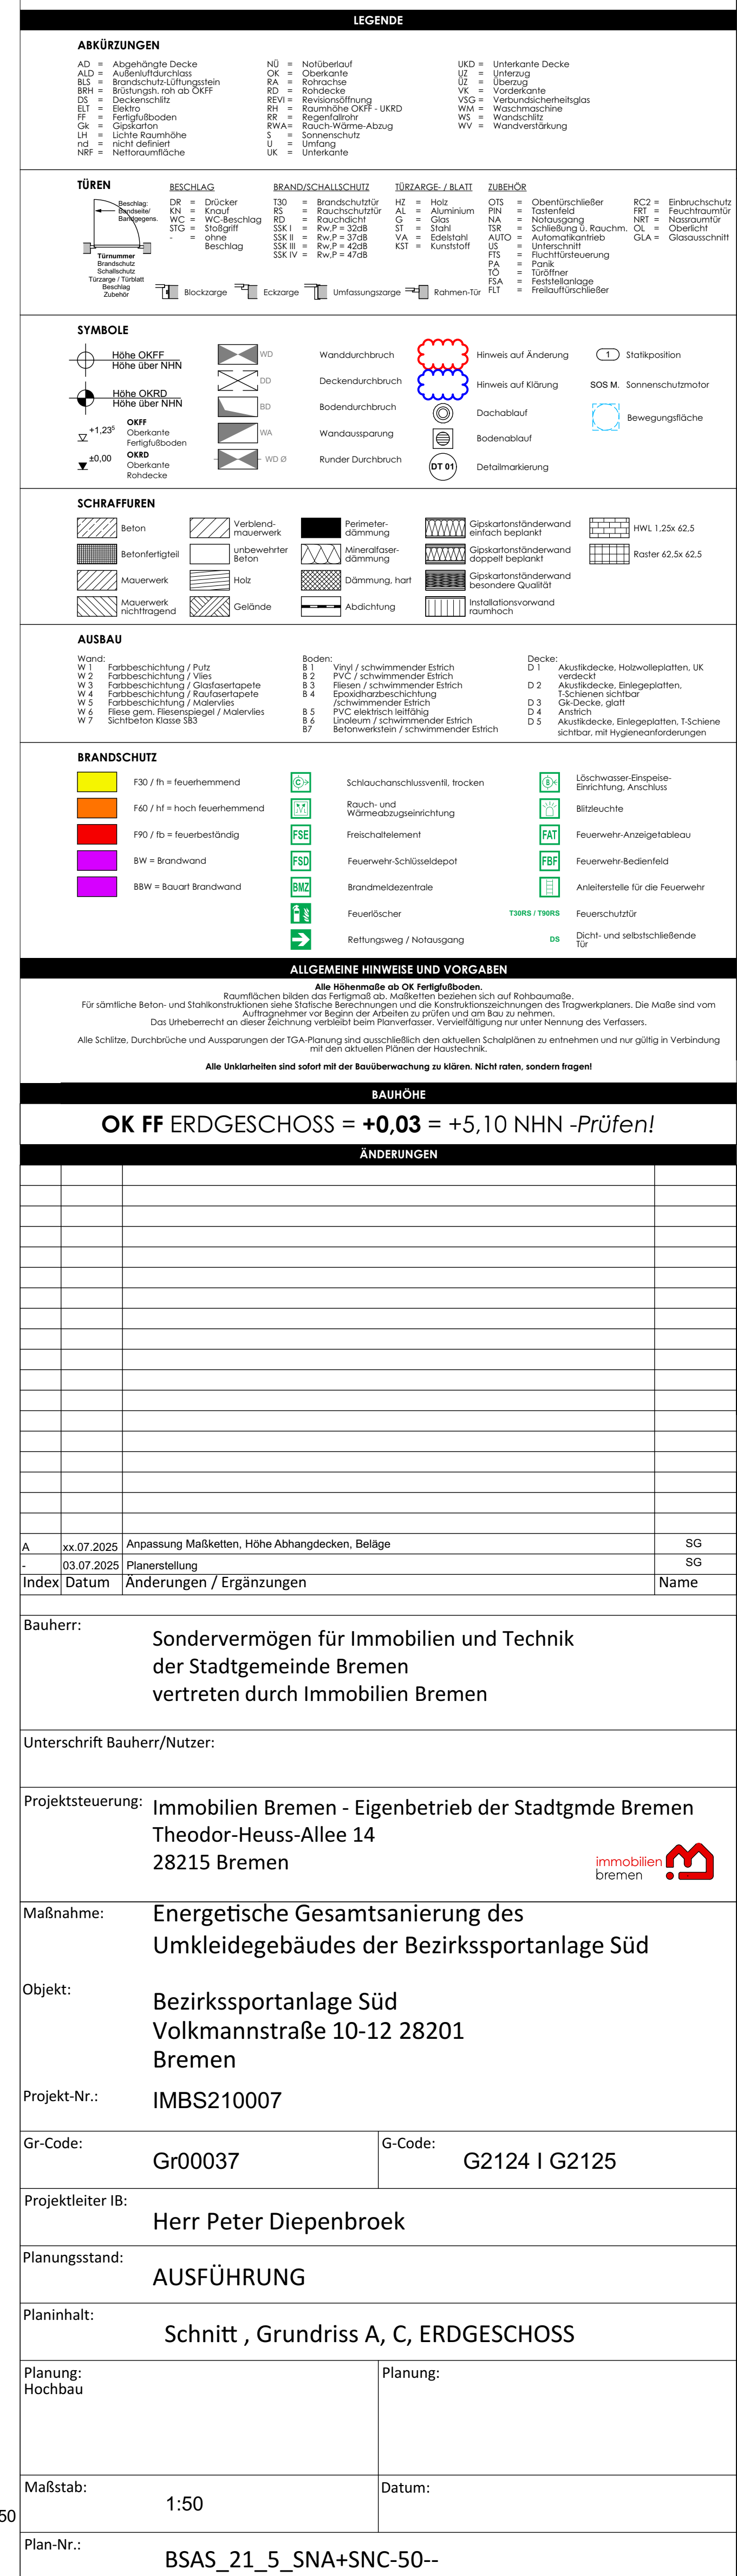 LEGENDE
ABKÜRZUNGEN
AD = Abgehängte Decke
ALD = Außenluftdurchlass
BLS = Brandschutz-Lüftungsstein
BRH = Brüstungsh. roh ab OKFF
DS = Deckenschlitz
ELT = Elektro
FF = Fertigfußboden
Gk = Gipskarton
LH = Lichte Raumhöhe
nd = nicht definiert
NRF = Nettoraumfläche
NÜ = Notüberlauf
OK = Oberkante
RA = Rohrachse
RD = Rohdecke
REVI = Revisionsöffnung
RH = Raumhöhe OKFF - UKRD
RR = Regenfallrohr
RWA= Rauch-Wärme-Abzug
S = Sonnenschutz
U = Umfang
UK = Unterkante
UKD = Unterkante Decke
UZ = Unterzug
ÜZ = Überzug
VK = Vorderkante
VSG = Verbundsicherheitglas
WM = Waschmaschine
WS = Wandschlitz
WV = Wandverstärkung
TÜREN
Beschlag:
Bandseite/
Bandgegens.
Türnummer
Brandschutz
Schallschutz
Türzarge / Türblatt
Beschlag
Zubehör
BESCHLAG
DR = Drücker
KN = Knauf
WC = WC-Beschlag
STG = Stoßgriff
- = ohne
Beschlag
BRAND/SCHALLSCHUTZ
T30 = Brandschutztür
RS = Rauchschutztür
RD = Rauchdicht
SSK I = Rw,P = 32dB
SSK II = Rw,P = 37dB
SSK III = Rw,P = 42dB
SSK IV = Rw,P = 47dB
TÜRZARGE- / BLATT
HZ = Holz
AL = Aluminium
G = Glas
ST = Stahl
VA = Edelstahl
KST = Kunststoff
ZUBEHÖR
OTS = Obentürschließer
PIN = Tastenfeld
NA = Notausgang
TSR = Schließung ü. Rauchm.
AUTO = Automatikantrieb
US = Unterschnitt
FTS = Fluchttürsteuerung
PA = Panik
TÖ = Türöffner
FSA = Feststellanlage
FLT = Freilauftürschließer
RC2 = Einbruchschutz
FRT = Feuchtraumtür
NRT = Nassraumtür
OL = Oberlicht
GLA = Glasausschnitt
Blockzarge
Eckzarge
Umfassungszarge
Rahmen-Tür
SYMBOLE
Höhe OKFF
Höhe über NHN
Höhe OKRD
Höhe über NHN
+1,23⁵
OKFF
Oberkante
Fertigfußboden
±0,00
OKRD
Oberkante
Rohdecke
WD
Wanddurchbruch
DD
Deckendurchbruch
BD
Bodendurchbruch
WA
Wandaussparung
WD Ø
Runder Durchbruch
Hinweis auf Änderung
Hinweis auf Klärung
Dachablauf
Bodenablauf
DT 01
Detailmarkierung
1
Statikposition
SOS M.
Sonnenschutzmotor
Bewegungsfläche
SCHRAFFUREN
Beton
Betonfertigteil
Mauerwerk
Mauerwerk
nichttragend
Verblend-
mauerwerk
unbewehrter
Beton
Holz
Gelände
Perimeter-
dämmung
Mineralfaser-
dämmung
Dämmung, hart
Abdichtung
Gipskartonständerwand
einfach beplankt
Gipskartonständerwand
doppelt beplankt
Gipskartonständerwand
besondere Qualität
Installationsvorwand
raumhoch
HWL 1,25x 62,5
Raster 62,5x 62,5
AUSBAU
Wand:
W 1 Farbbeschichtung / Putz
W 2 Farbbeschichtung / Vlies
W 3 Farbbeschichtung / Glasfasertapete
W 4 Farbbeschichtung / Raufasertapete
W 5 Farbbeschichtung / Malervlies
W 6 Fliese gem. Fliesenspiegel / Malervlies
W 7 Sichtbeton Klasse SB3
Boden:
B 1 Vinyl / schwimmender Estrich
B 2 PVC / schwimmender Estrich
B 3 Fliesen / schwimmender Estrich
B 4 Epoxidharzbeschichtung
/schwimmender Estrich
B 5 PVC elektrisch leitfähig
B 6 Linoleum / schwimmender Estrich
B7 Betonwerkstein / schwimmender Estrich
Decke:
D 1 Akustikdecke, Holzwolleplatten, UK
verdeckt
D 2 Akustikdecke, Einlegeplatten,
T-Schienen sichtbar
D 3 Gk-Decke, glatt
D 4 Anstrich
D 5 Akustikdecke, Einlegeplatten, T-Schiene
sichtbar, mit Hygieneanforderungen
BRANDSCHUTZ
F30 / fh = feuerhemmend
F60 / hf = hoch feuerhemmend
F90 / fb = feuerbeständig
BW = Brandwand
BBW = Bauart Brandwand
C
Schlauchanschlussventil, trocken
Rauch- und
Wärmeabzugseinrichtung
FSE
Freischaltelement
FSD
Feuerwehr-Schlüsseldepot
BMZ
Brandmeldezentrale
Feuerlöscher
Rettungsweg / Notausgang
B
Löschwasser-Einspeise-
Einrichtung, Anschluss
Blitzleuchte
FAT
Feuerwehr-Anzeigetableau
FBF
Feuerwehr-Bedienfeld
Anleiterstelle für die Feuerwehr
T30RS / T90RS
Feuerschutztür
DS
Dicht- und selbstschließende
Tür
ALLGEMEINE HINWEISE UND VORGABEN
Alle Höhenmaße ab OK Fertigfußboden.
Raumflächen bilden das Fertigmaß ab. Maßketten beziehen sich auf Rohbaumaße.
Für sämtliche Beton- und Stahlkonstruktionen siehe Statische Berechnungen und die Konstruktionszeichnungen des Tragwerkplaners. Die Maße sind vom
Auftragnehmer vor Beginn der Arbeiten zu prüfen und am Bau zu nehmen.
Das Urheberrecht an dieser Zeichnung verbleibt beim Planverfasser. Vervielfältigung nur unter Nennung des Verfassers.
Alle Schlitze, Durchbrüche und Aussparungen der TGA-Planung sind ausschließlich den aktuellen Schalplänen zu entnehmen und nur gültig in Verbindung
mit den aktuellen Plänen der Haustechnik.
Alle Unklarheiten sind sofort mit der Bauüberwachung zu klären. Nicht raten, sondern fragen!
BAUHÖHE
OK FF ERDGESCHOSS = +0,03 = +5,10 NHN -Prüfen!
ÄNDERUNGEN
A xx.07.2025 Anpassung Maßketten, Höhe Abhangdecken, Beläge SG
- 03.07.2025 Planerstellung SG
Index Datum Änderungen / Ergänzungen Name
Bauherr:
Sondervermögen für Immobilien und Technik
der Stadtgemeinde Bremen
vertreten durch Immobilien Bremen
Unterschrift Bauherr/Nutzer:
Projektsteuerung:
Immobilien Bremen - Eigenbetrieb der Stadtgmde Bremen
Theodor-Heuss-Allee 14
28215 Bremen
immobilien
bremen
Maßnahme:
Energetische Gesamtsanierung des
Umkleidegebäudes der Bezirkssportanlage Süd
Objekt:
Bezirkssportanlage Süd
Volkmannstraße 10-12 28201
Bremen
Projekt-Nr.:
IMBS210007
Gr-Code:
Gr00037
G-Code:
G2124 I G2125
Projektleiter IB:
Herr Peter Diepenbroek
Planungsstand:
AUSFÜHRUNG
Planinhalt:
Schnitt , Grundriss A, C, ERDGESCHOSS
Planung:
Hochbau
Planung:
Maßstab:
1:50
Datum:
50
Plan-Nr.:
BSAS_21_5_SNA+SNC-50--